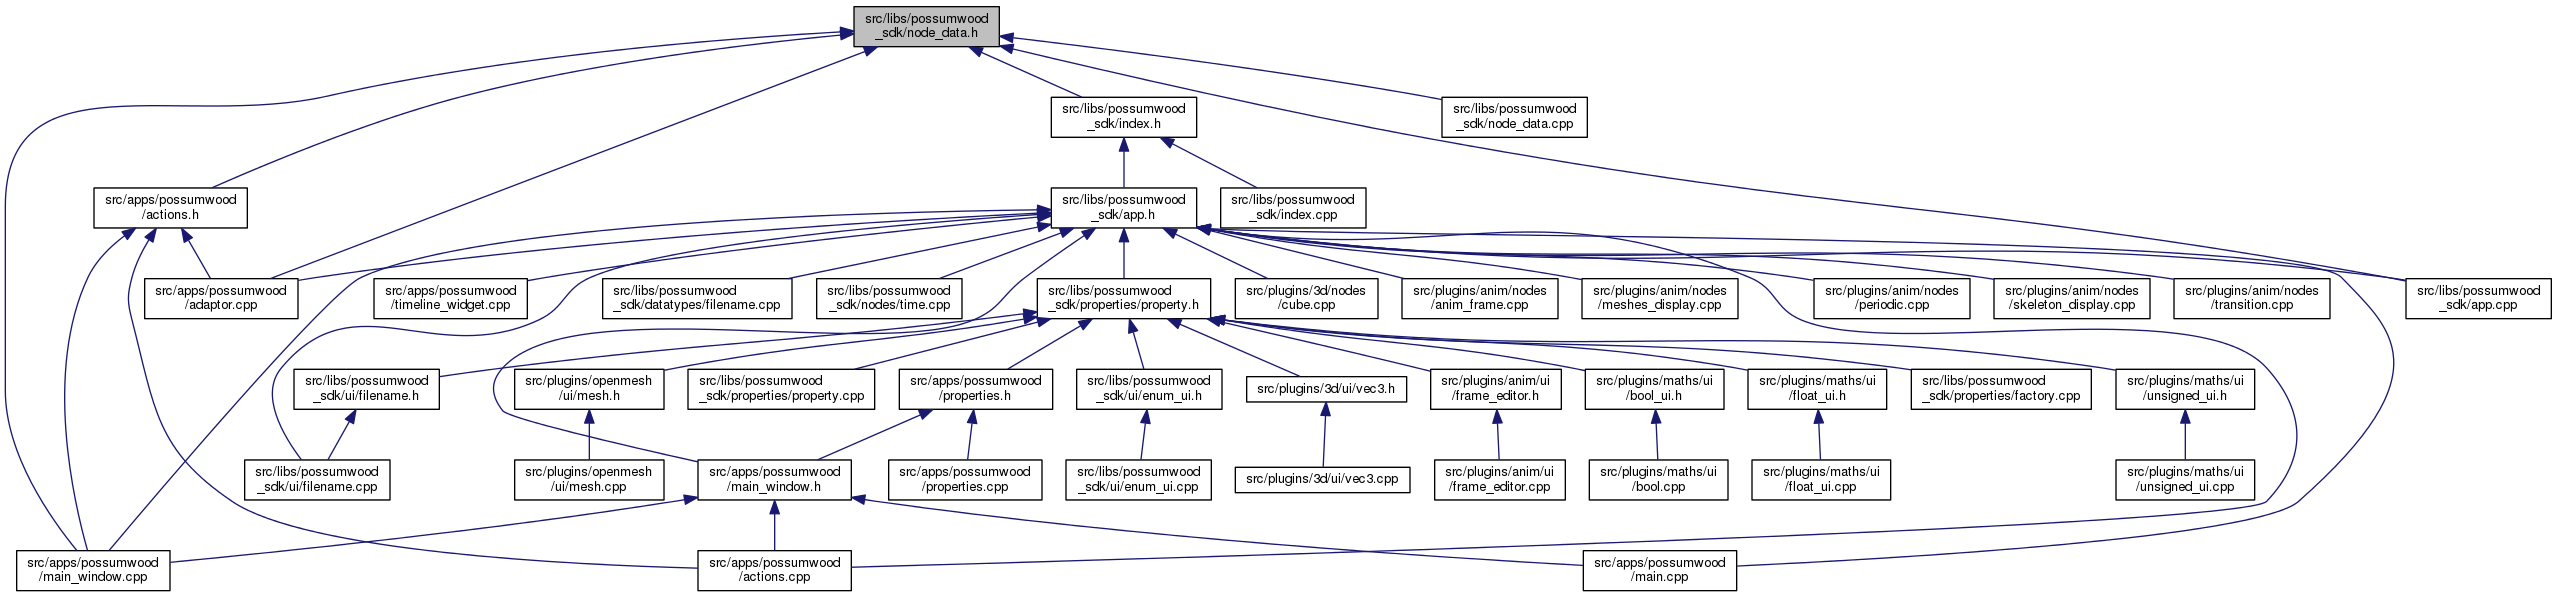 src/libs/possumwood
_sdk/node_data.h
src/libs/possumwood
_sdk/index.h
src/libs/possumwood
_sdk/node_data.cpp
src/apps/possumwood
/actions.h
src/libs/possumwood
_sdk/app.h
src/libs/possumwood
_sdk/index.cpp
src/apps/possumwood
/adaptor.cpp
src/apps/possumwood
/timeline_widget.cpp
src/libs/possumwood
_sdk/datatypes/filename.cpp
src/libs/possumwood
_sdk/nodes/time.cpp
src/libs/possumwood
_sdk/properties/property.h
src/plugins/3d/nodes
/cube.cpp
src/plugins/anim/nodes
/anim_frame.cpp
src/plugins/anim/nodes
/meshes_display.cpp
src/plugins/anim/nodes
/periodic.cpp
src/plugins/anim/nodes
/skeleton_display.cpp
src/plugins/anim/nodes
/transition.cpp
src/libs/possumwood
_sdk/app.cpp
src/libs/possumwood
_sdk/ui/filename.h
src/plugins/openmesh
/ui/mesh.h
src/libs/possumwood
_sdk/properties/property.cpp
src/apps/possumwood
/properties.h
src/libs/possumwood
_sdk/ui/enum_ui.h
src/plugins/3d/ui/vec3.h
src/plugins/anim/ui
/frame_editor.h
src/plugins/maths/ui
/bool_ui.h
src/plugins/maths/ui
/float_ui.h
src/libs/possumwood
_sdk/properties/factory.cpp
src/plugins/maths/ui
/unsigned_ui.h
src/libs/possumwood
_sdk/ui/filename.cpp
src/plugins/openmesh
/ui/mesh.cpp
src/apps/possumwood
/main_window.h
src/apps/possumwood
/properties.cpp
src/libs/possumwood
_sdk/ui/enum_ui.cpp
src/plugins/3d/ui/vec3.cpp
src/plugins/anim/ui
/frame_editor.cpp
src/plugins/maths/ui
/bool.cpp
src/plugins/maths/ui
/float_ui.cpp
src/plugins/maths/ui
/unsigned_ui.cpp
src/apps/possumwood
/main_window.cpp
src/apps/possumwood
/actions.cpp
src/apps/possumwood
/main.cpp